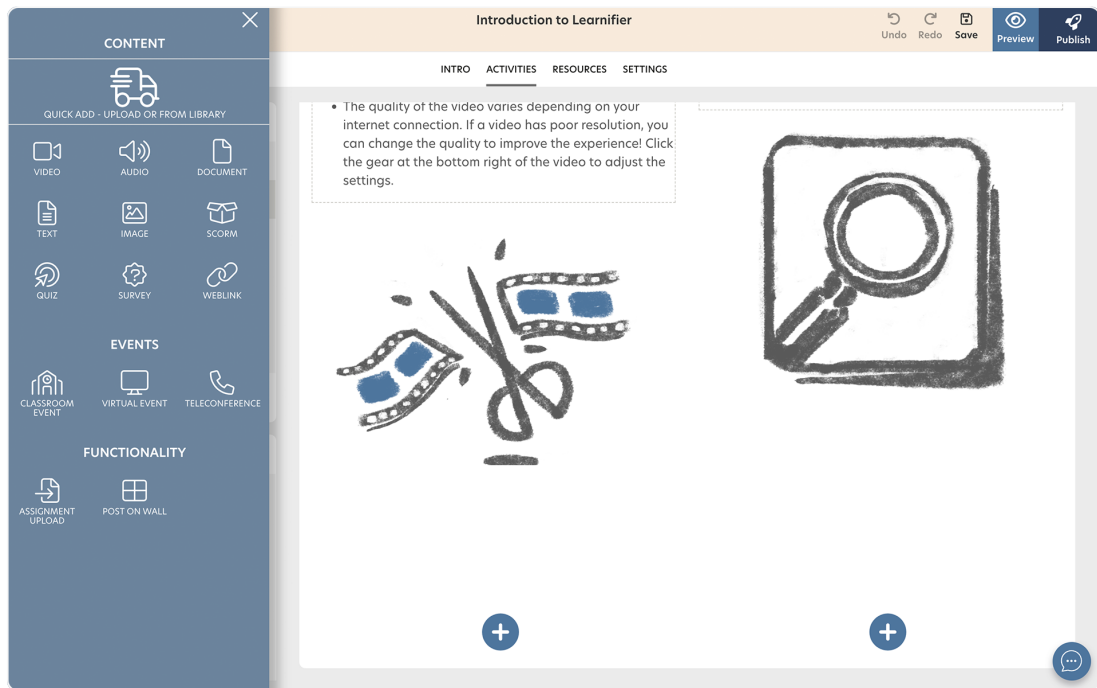 CONTENT
QUICK ADD - UPLOAD OR FROM LIBRARY
VIDEO
AUDIO
DOCUMENT
TEXT
IMAGE
SCORM
QUIZ
SURVEY
WEBLINK
EVENTS
CLASSROOM
EVENT
VIRTUAL EVENT
TELECONFERENCE
FUNCTIONALITY
ASSIGNMENT
UPLOAD
POST ON WALL
Introduction to Learnifier
Undo
Redo
Save
Preview
Publish
INTRO
ACTIVITIES
RESOURCES
SETTINGS
• The quality of the video varies depending on your
internet connection. If a video has poor resolution, you
can change the quality to improve the experience! Click
the gear at the bottom right of the video to adjust the
settings.